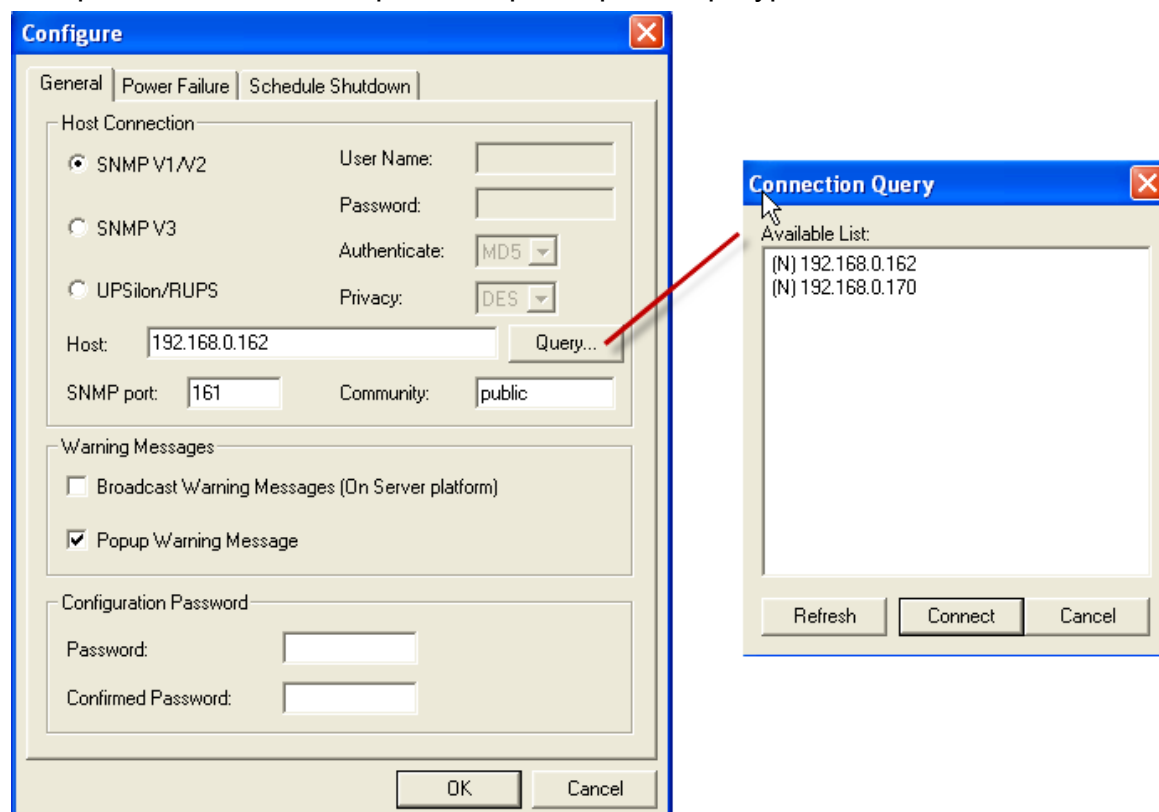 Configure
General Power Failure Schedule Shutdown
Host Connection
SNMP V1/V2 User Name:
Password:
SNMP V3
Authenticate: MD5
UPSilon/RUPS Privacy: DES
Host: 192.168.0.162 Query...
SNMP port: 161 Community: public
Warning Messages
Broadcast Warning Messages (On Server platform)
Popup Warning Message
Configuration Password
Password:
Confirmed Password:
OK Cancel
Connection Query
Available List:
(N) 192.168.0.162
(N) 192.168.0.170
Refresh Connect Cancel